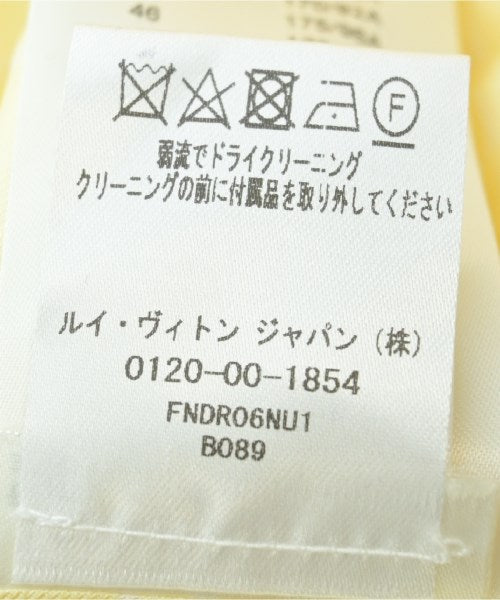 46
F
弱流でドライクリーニング
クリーニングの前に付属品を取り外してください
ルイ・ヴィトン ジャパン (株)
0120-00-1854
FNDR06NU1
B089